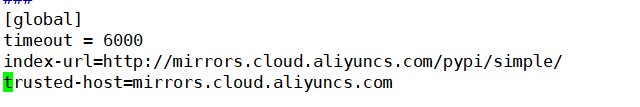 ###
[global]
timeout = 6000
index-url=http://mirrors.cloud.aliyuncs.com/pypi/simple/
trusted-host=mirrors.cloud.aliyuncs.com